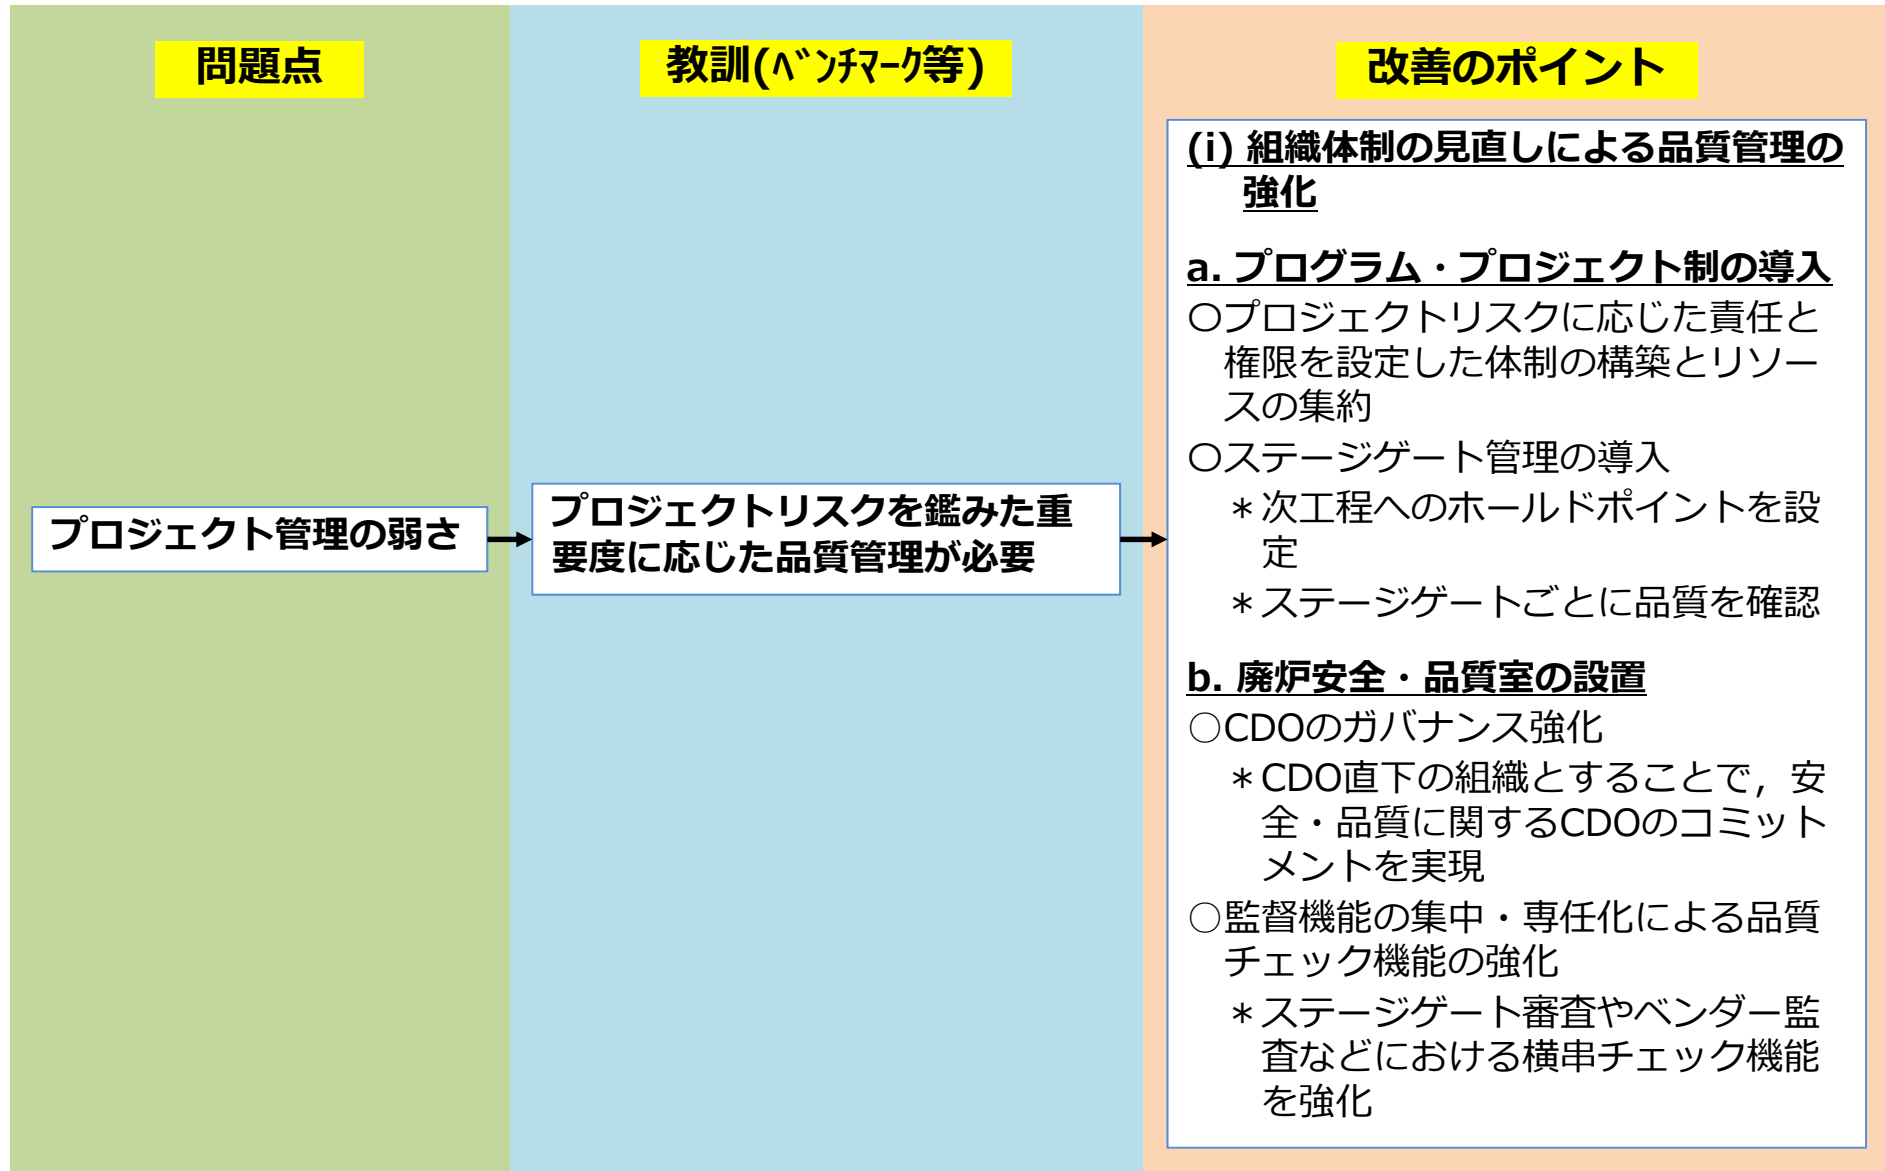 問題点
教訓(ﾍﾞﾝﾁﾏｰｸ等)
改善のポイント
プロジェクト管理の弱さ
プロジェクトリスクを鑑みた重
要度に応じた品質管理が必要
(i) 組織体制の見直しによる品質管理の
強化
a. プログラム・プロジェクト制の導入
〇プロジェクトリスクに応じた責任と
権限を設定した体制の構築とリソー
スの集約
〇ステージゲート管理の導入
＊次工程へのホールドポイントを設
定
＊ステージゲートごとに品質を確認
b. 廃炉安全・品質室の設置
○CDOのガバナンス強化
＊CDO直下の組織とすることで，安
全・品質に関するCDOのコミット
メントを実現
○監督機能の集中・専任化による品質
チェック機能の強化
＊ステージゲート審査やベンダー監
査などにおける横串チェック機能
を強化